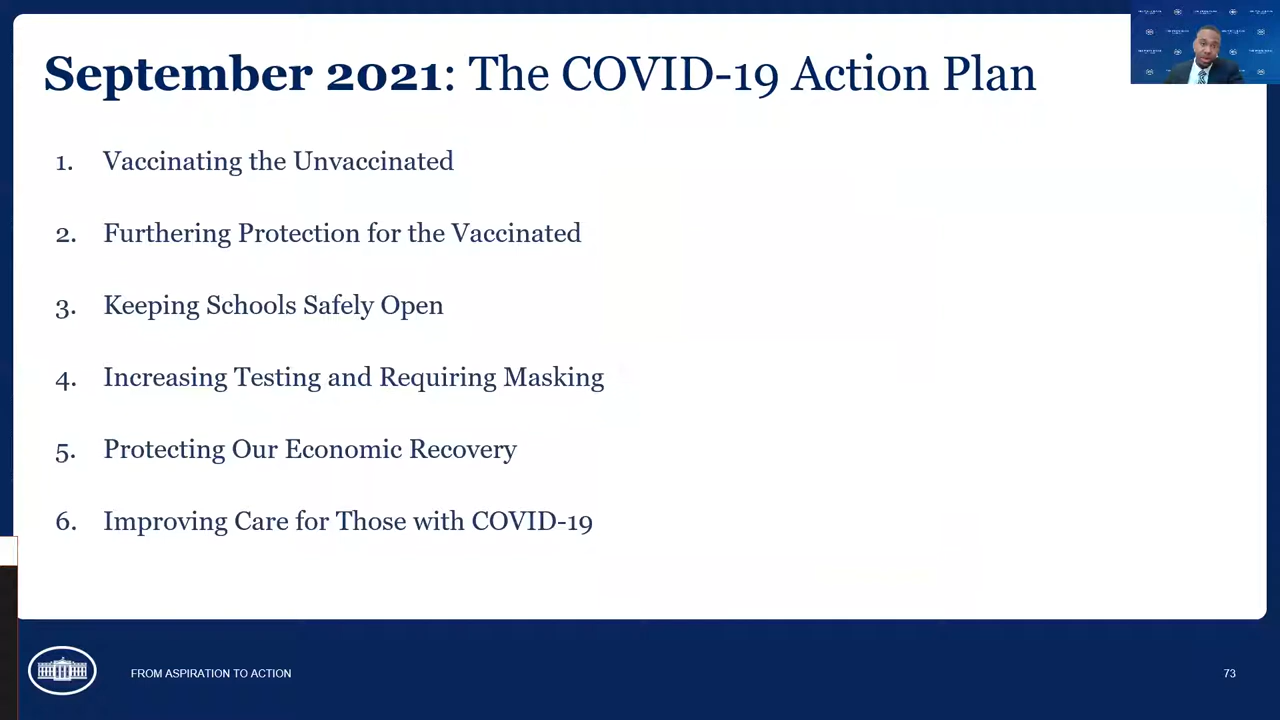 September 2021: The COVID-19 Action Plan
1. Vaccinating the Unvaccinated
2. Furthering Protection for the Vaccinated
3. Keeping Schools Safely Open
4. Increasing Testing and Requiring Masking
5. Protecting Our Economic Recovery
6. Improving Care for Those with COVID-19
FROM ASPIRATION TO ACTION
73